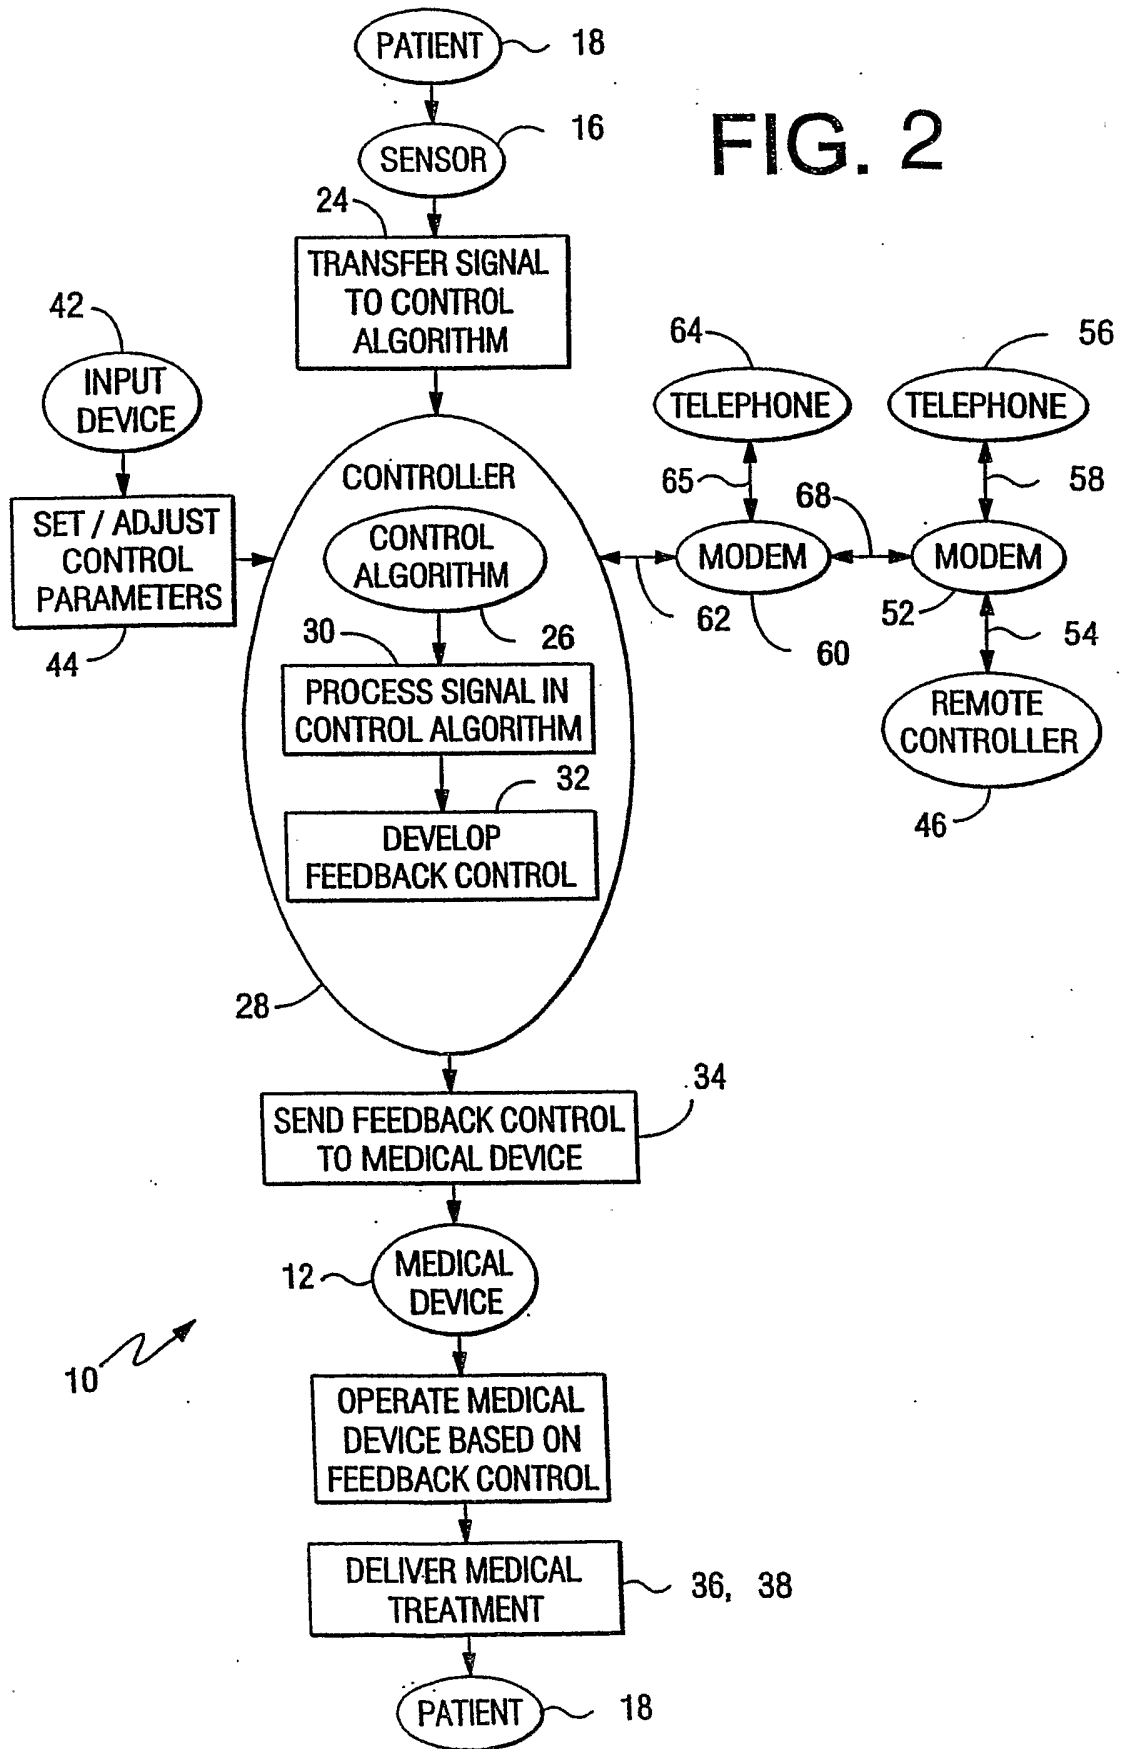 PATIENT
18
FIG. 2
SENSOR
16
24
TRANSFER SIGNAL
TO CONTROL
ALGORITHM
42
INPUT
DEVICE
64
56
TELEPHONE
TELEPHONE
65
68
58
CONTROLLER
SET / ADJUST
CONTROL
PARAMETERS
44
CONTROL
ALGORITHM
26
MODEM
MODEM
62
60
52
54
30
PROCESS SIGNAL IN
CONTROL ALGORITHM
REMOTE
CONTROLLER
46
32
DEVELOP
FEEDBACK CONTROL
28
34
SEND FEEDBACK CONTROL
TO MEDICAL DEVICE
12
MEDICAL
DEVICE
10
OPERATE MEDICAL
DEVICE BASED ON
FEEDBACK CONTROL
DELIVER MEDICAL
TREATMENT
36, 38
PATIENT
18